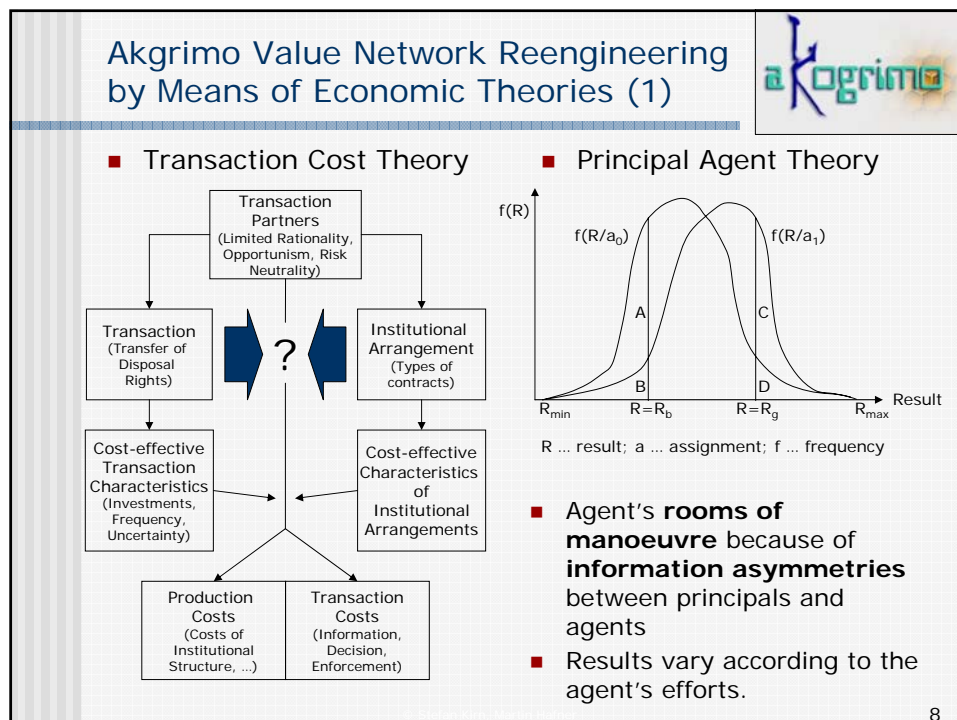 Akgrimo Value Network Reengineering
by Means of Economic Theories (1)
akogrimo
■ Transaction Cost Theory
Transaction
Partners
(Limited Rationality,
Opportunism, Risk
Neutrality)
Transaction
(Transfer of
Disposal
Rights)
?
Institutional
Arrangement
(Types of
contracts)
Cost-effective
Transaction
Characteristics
(Investments,
Frequency,
Uncertainty)
Cost-effective
Characteristics
of
Institutional
Arrangements
Production
Costs
(Costs of
Institutional
Structure, ...)
Transaction
Costs
(Information,
Decision,
Enforcement)
■ Principal Agent Theory
f(R)
f(R/a0)
f(R/a1)
A
C
B
D
Result
Rmin
R=Rb
R=Rg
Rmax
R ... result; a ... assignment; f ... frequency
■ Agent's rooms of
manoeuvre because of
information asymmetries
between principals and
agents
■ Results vary according to the
agent's efforts.
8